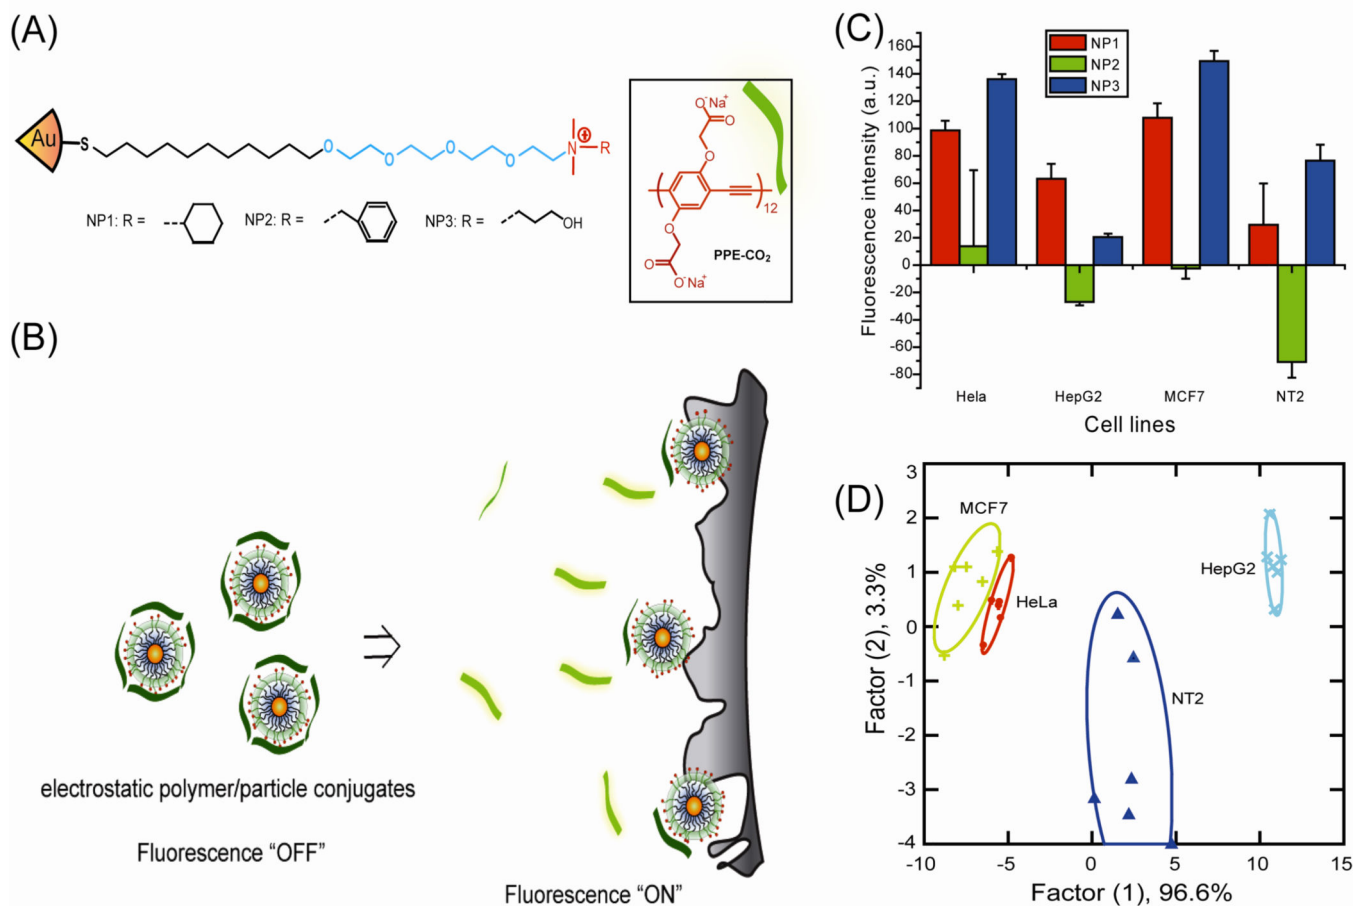 (A)
Au
S
O
O
O
O
N
⊕
R
NP1: R =
NP2: R =
NP3: R =
OH
O⁻Na⁺
O
O
12
O
O
O⁻Na⁺
PPE-CO₂
(B)
electrostatic polymer/particle conjugates
Fluorescence “OFF”
Fluorescence “ON”
(C)
Fluorescence intensity (a.u.)
160
140
120
100
80
60
40
20
0
-20
-40
-60
-80
NP1
NP2
NP3
Hela
HepG2
MCF7
NT2
Cell lines
(D)
Factor (2), 3.3%
3
2
1
0
-1
-2
-3
-4
MCF7
HeLa
HepG2
NT2
-10
-5
0
5
10
15
Factor (1), 96.6%